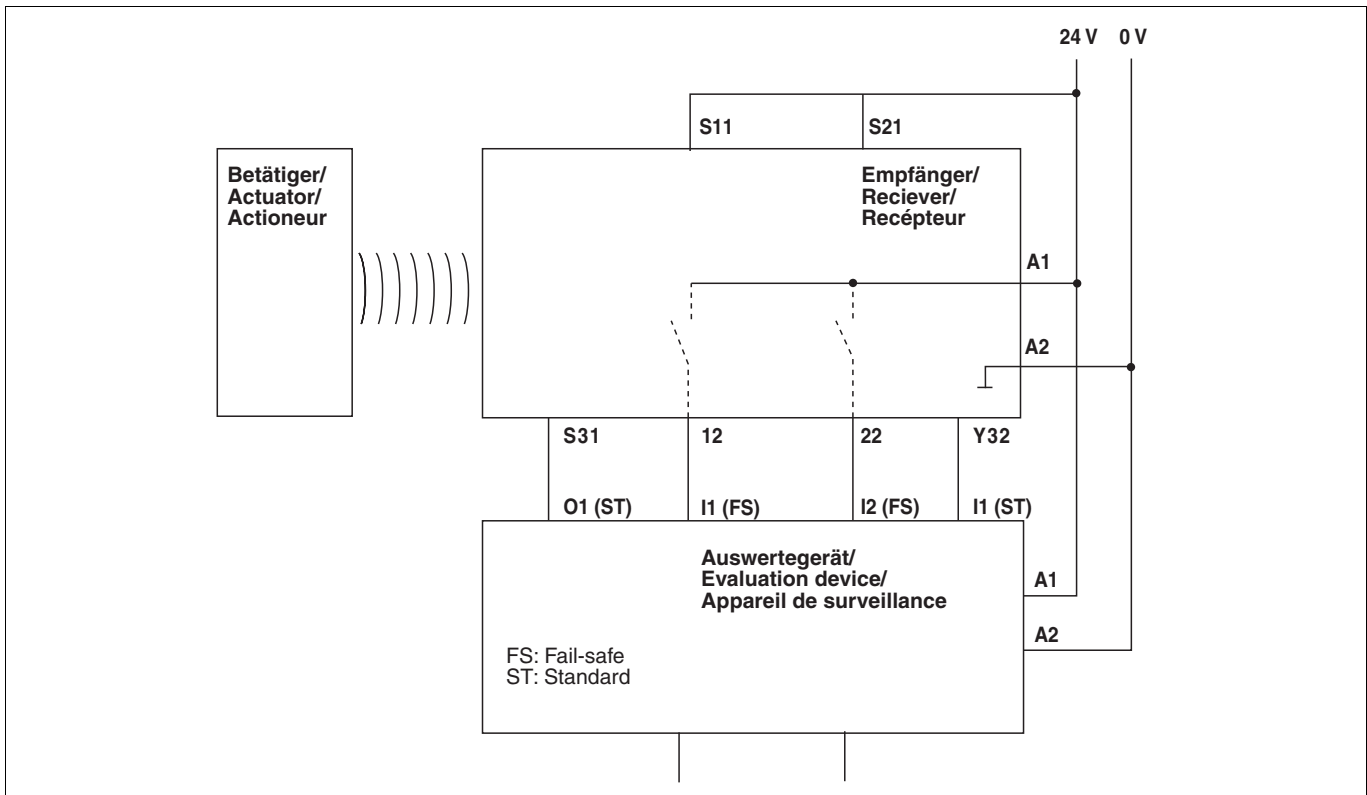 24 V 0 V
S11 S21
Betätiger/
Actuator/
Actioneur
Empfänger/
Reciever/
Recépteur
A1
A2
S31 12 22 Y32
O1 (ST) I1 (FS) I2 (FS) I1 (ST)
Auswertegerät/
Evaluation device/
Appareil de surveillance
A1
A2
FS: Fail-safe
ST: Standard